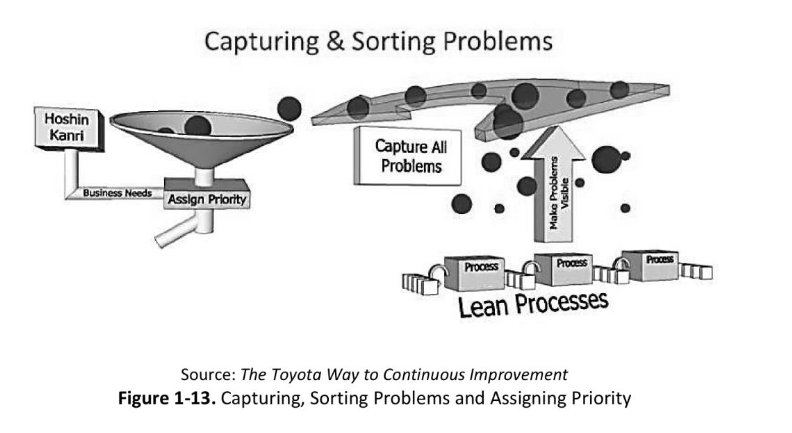 Capturing & Sorting Problems
Hoshin
Kanri
Business Needs
Assign Priority
Capture All
Problems
Make Problems
Visible
Process
Process
Process
Lean Processes
Source: The Toyota Way to Continuous Improvement
Figure 1-13. Capturing, Sorting Problems and Assigning Priority